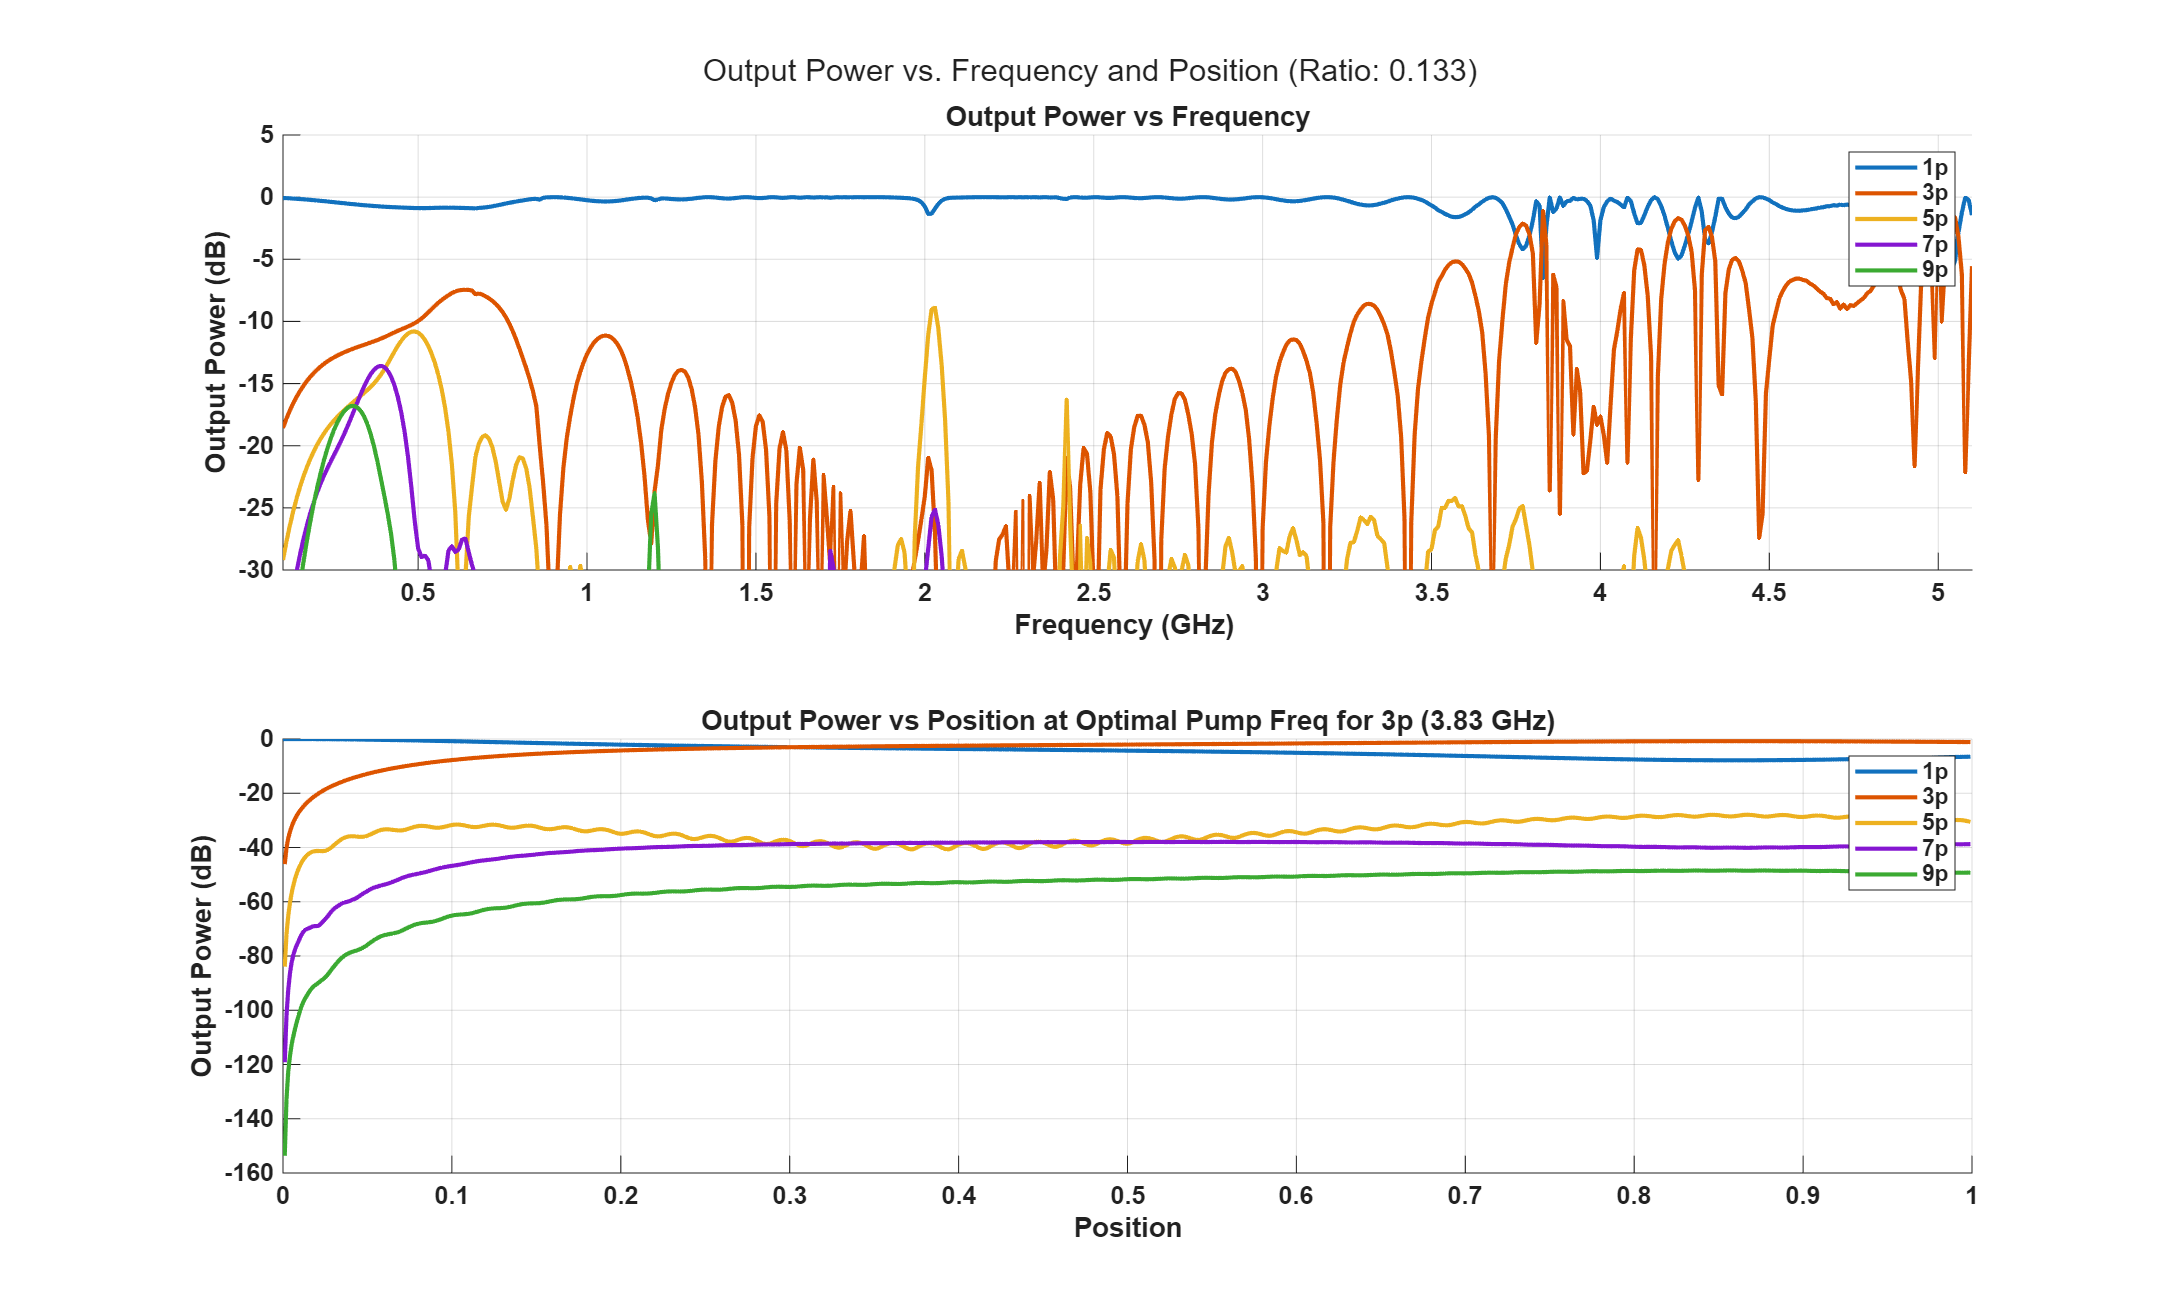 Output Power vs. Frequency and Position (Ratio: 0.133)
Output Power vs Frequency
5
0
-5
-10
-15
-20
-25
-30
Output Power (dB)
0.5 1 1.5 2 2.5 3 3.5 4 4.5 5
Frequency (GHz)
1p
3p
5p
7p
9p
Output Power vs Position at Optimal Pump Freq for 3p (3.83 GHz)
0
-20
-40
-60
-80
-100
-120
-140
-160
Output Power (dB)
0 0.1 0.2 0.3 0.4 0.5 0.6 0.7 0.8 0.9 1
Position
1p
3p
5p
7p
9p